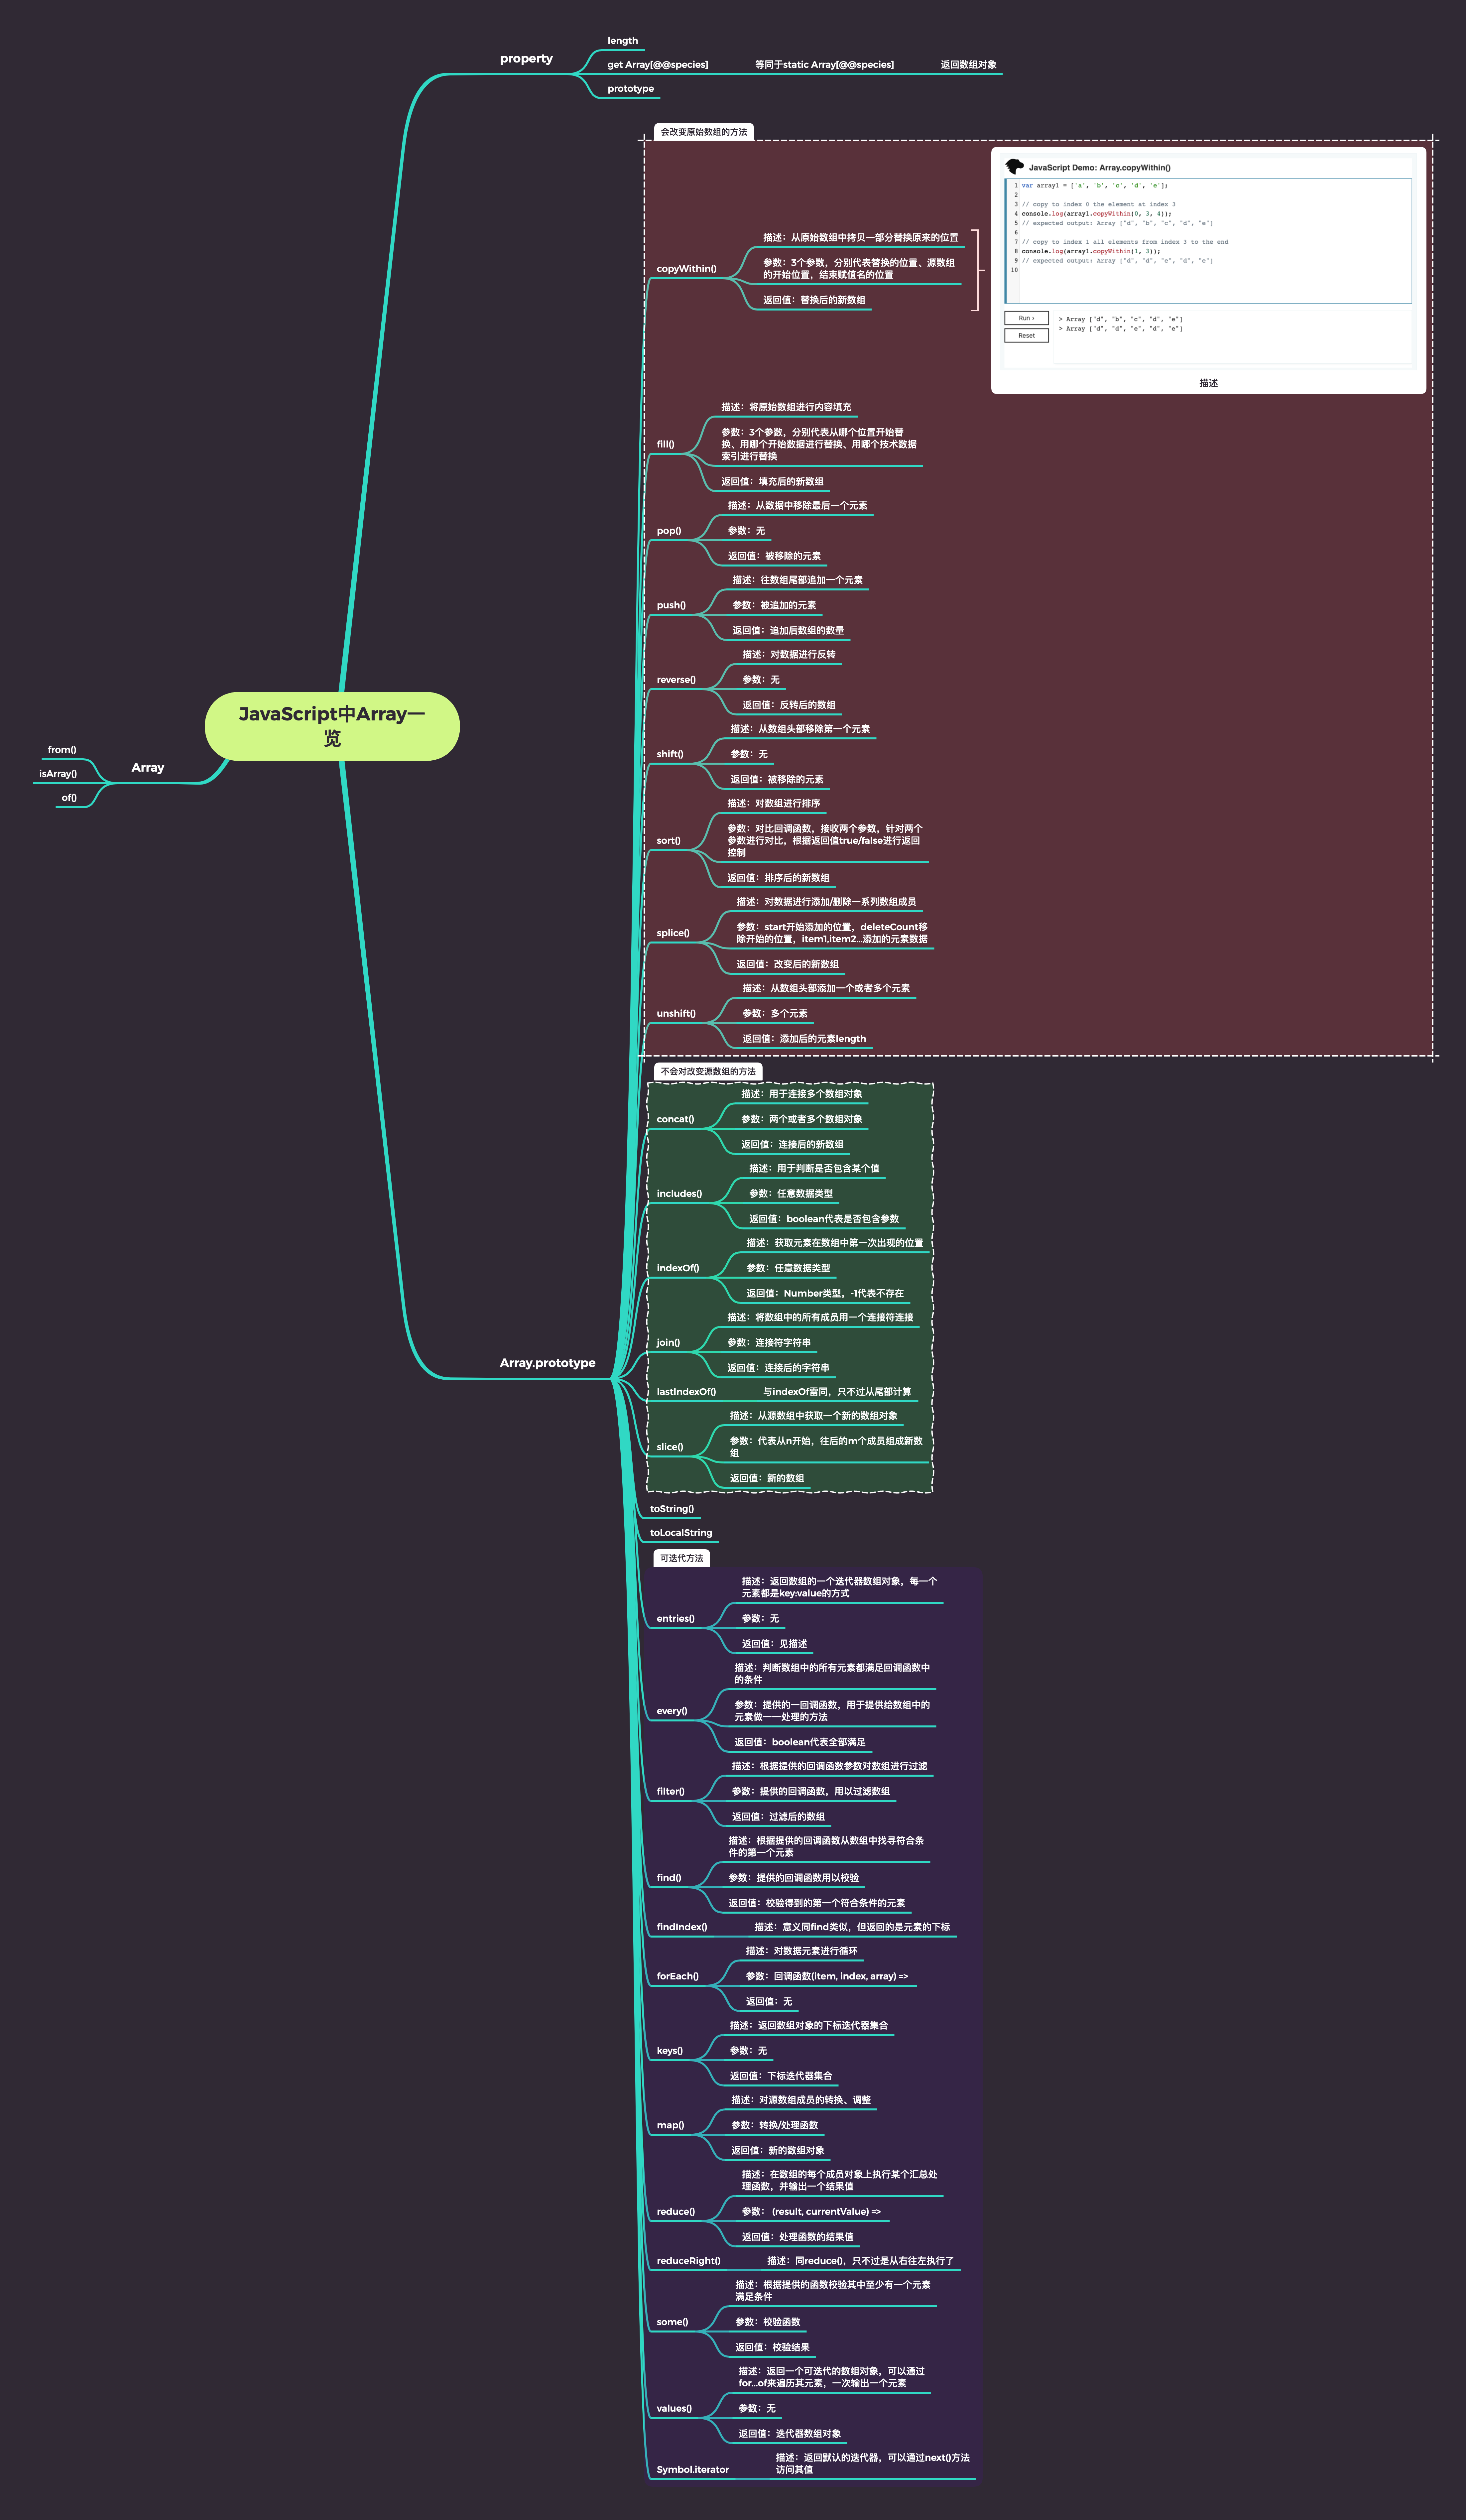 length
property
get Array[@@species]
等同于static Array[@@species]
返回数组对象
prototype
会改变原始数组的方法
JavaScript Demo: Array.copyWithin()
1 var array1 = ['a', 'b', 'c', 'd', 'e'];
2
3 // copy to index 0 the element at index 3
4 console.log(array1.copyWithin(0, 3, 4));
5 // expected output: Array ["d", "b", "c", "d", "e"]
6
7 // copy to index 1 all elements from index 3 to the end
8 console.log(array1.copyWithin(1, 3));
9 // expected output: Array ["d", "d", "e", "d", "e"]
10
Run ›
Reset
> Array ["d", "b", "c", "d", "e"]
> Array ["d", "d", "e", "d", "e"]
描述
copyWithin()
描述：从原始数组中拷贝一部分替换原来的位置
参数：3个参数，分别代表替换的位置、源数组
的开始位置，结束赋值名的位置
返回值：替换后的新数组
fill()
描述：将原始数组进行内容填充
参数：3个参数，分别代表从哪个位置开始替
换、用哪个开始数据进行替换、用哪个技术数据
索引进行替换
返回值：填充后的新数组
pop()
描述：从数据中移除最后一个元素
参数：无
返回值：被移除的元素
push()
描述：往数组尾部追加一个元素
参数：被追加的元素
返回值：追加后数组的数量
reverse()
描述：对数据进行反转
参数：无
返回值：反转后的数组
shift()
描述：从数组头部移除第一个元素
参数：无
返回值：被移除的元素
sort()
描述：对数组进行排序
参数：对比回调函数，接收两个参数，针对两个
参数进行对比，根据返回值true/false进行返回
控制
返回值：排序后的新数组
splice()
描述：对数据进行添加/删除一系列数组成员
参数：start开始添加的位置，deleteCount移
除开始的位置，item1,item2...添加的元素数据
返回值：改变后的新数组
unshift()
描述：从数组头部添加一个或者多个元素
参数：多个元素
返回值：添加后的元素length
JavaScript中Array一
览
from()
isArray()
of()
Array
不会对改变源数组的方法
concat()
描述：用于连接多个数组对象
参数：两个或者多个数组对象
返回值：连接后的新数组
includes()
描述：用于判断是否包含某个值
参数：任意数据类型
返回值：boolean代表是否包含参数
indexOf()
描述：获取元素在数组中第一次出现的位置
参数：任意数据类型
返回值：Number类型，-1代表不存在
join()
描述：将数组中的所有成员用一个连接符连接
参数：连接符字符串
返回值：连接后的字符串
Array.prototype
lastIndexOf()
与indexOf雷同，只不过从尾部计算
slice()
描述：从源数组中获取一个新的数组对象
参数：代表从n开始，往后的m个成员组成新数
组
返回值：新的数组
toString()
toLocalString
可迭代方法
entries()
描述：返回数组的一个迭代器数组对象，每一个
元素都是key:value的方式
参数：无
返回值：见描述
every()
描述：判断数组中的所有元素都满足回调函数中
的条件
参数：提供的一回调函数，用于提供给数组中的
元素做一一处理的方法
返回值：boolean代表全部满足
filter()
描述：根据提供的回调函数参数对数组进行过滤
参数：提供的回调函数，用以过滤数组
返回值：过滤后的数组
find()
描述：根据提供的回调函数从数组中找寻符合条
件的第一个元素
参数：提供的回调函数用以校验
返回值：校验得到的第一个符合条件的元素
findIndex()
描述：意义同find类似，但返回的是元素的下标
forEach()
描述：对数据元素进行循环
参数：回调函数(item, index, array) =>
返回值：无
keys()
描述：返回数组对象的下标迭代器集合
参数：无
返回值：下标迭代器集合
map()
描述：对源数组成员的转换、调整
参数：转换/处理函数
返回值：新的数组对象
reduce()
描述：在数组的每个成员对象上执行某个汇总处
理函数，并输出一个结果值
参数： (result, currentValue) =>
返回值：处理函数的结果值
reduceRight()
描述：同reduce()，只不过是从右往左执行了
some()
描述：根据提供的函数校验其中至少有一个元素
满足条件
参数：校验函数
返回值：校验结果
values()
描述：返回一个可迭代的数组对象，可以通过
for...of来遍历其元素，一次输出一个元素
参数：无
返回值：迭代器数组对象
Symbol.iterator
描述：返回默认的迭代器，可以通过next()方法
访问其值